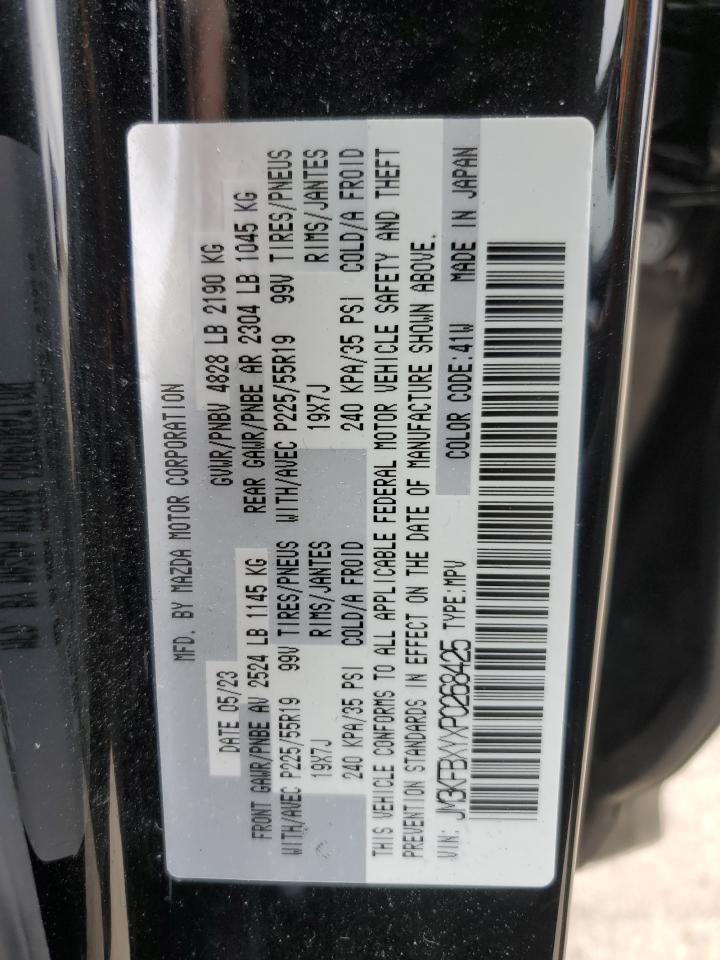 MFD. BY MAZDA MOTOR CORPORATION
DATE 05/23 GVWR/PNBV 4828 LB 2190 KG
FRONT GAWR/PNBE AV 2524 LB 1145 KG REAR GAWR/PNBE AR 2304 LB 1045 KG
WITH/AVEC P225/55R19 99V TIRES/PNEUS WITH/AVEC P225/55R19 99V TIRES/PNEUS
19X7J RIMS/JANTES 19X7J RIMS/JANTES
240 KPA/35 PSI COLD/A FROID 240 KPA/35 PSI COLD/A FROID
THIS VEHICLE CONFORMS TO ALL APPLICABLE FEDERAL MOTOR VEHICLE SAFETY AND THEFT
PREVENTION STANDARDS IN EFFECT ON THE DATE OF MANUFACTURE SHOWN ABOVE.
VIN: JM3KFBXYXP0268425 TYPE:MPV COLOR CODE:41W MADE IN JAPAN